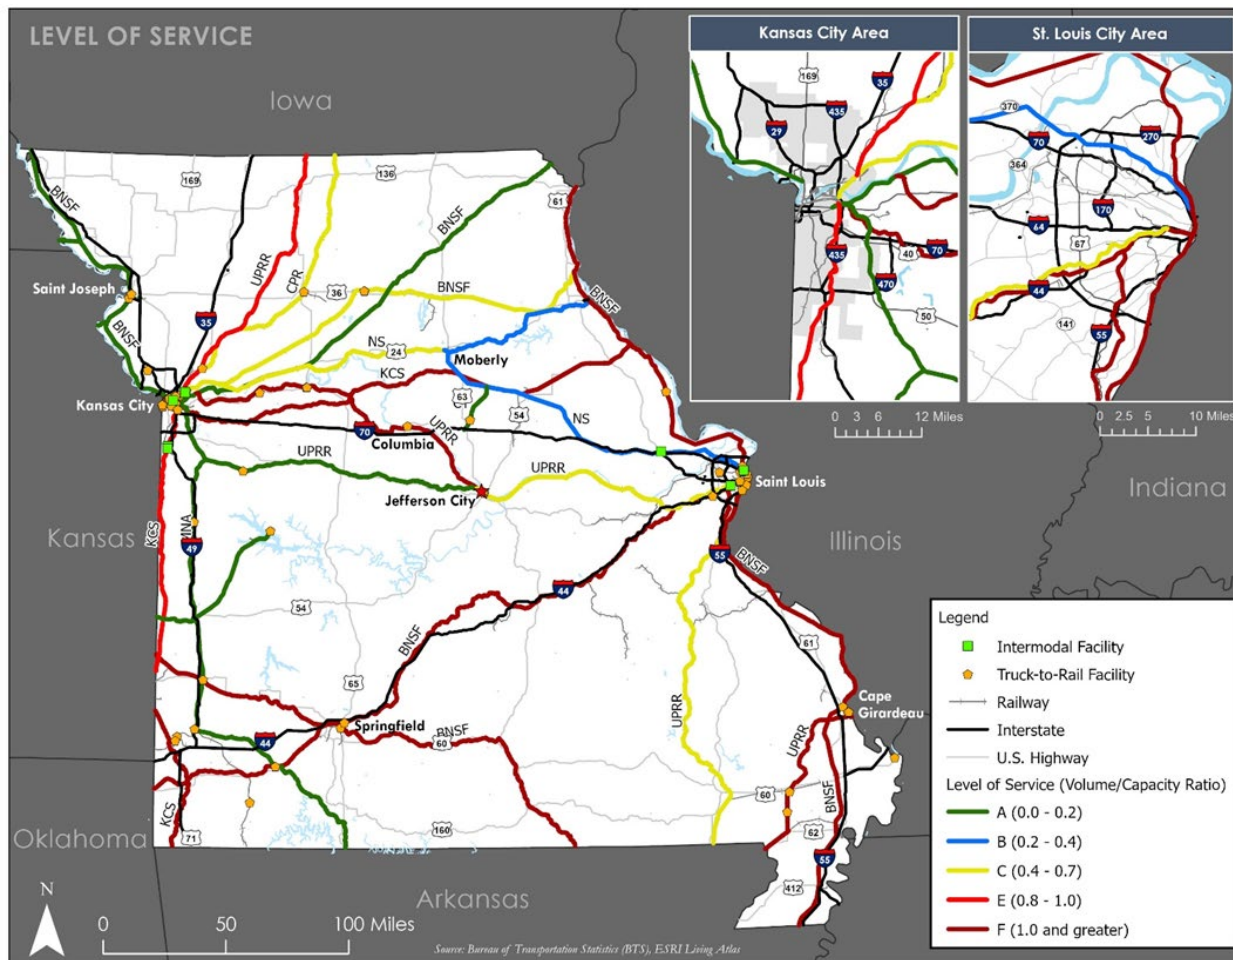 LEVEL OF SERVICE
Kansas City Area
St. Louis City Area
Iowa
169
35
435
29
435
70
40
470
50
0 3 6 12 Miles
370
70
270
364
170
64
67
44
141
55
0 2.5 5 10 Miles
169
136
61
BNSF
BNSF
UPRR
CPR
36
BNSF
BNSF
Saint Joseph
BNSF
35
NS
24
Moberly
KCS
Kansas City
63
54
NS
70
Columbia
UPRR
UPRR
UPRR
Saint Louis
Jefferson City
Indiana
Kansas
KCS
MNA
49
Illinois
55
BNSF
44
54
BNSF
61
65
UPRR
Cape
Girardeau
Springfield
BNSF
44
60
UPRR
60
BNSF
KCS
71
160
62
Oklahoma
55
412
Arkansas
N
0 50 100 Miles
Source: Bureau of Transportation Statistics (BTS), ESRI Living Atlas
Legend
Intermodal Facility
Truck-to-Rail Facility
Railway
Interstate
U.S. Highway
Level of Service (Volume/Capacity Ratio)
A (0.0 - 0.2)
B (0.2 - 0.4)
C (0.4 - 0.7)
E (0.8 - 1.0)
F (1.0 and greater)